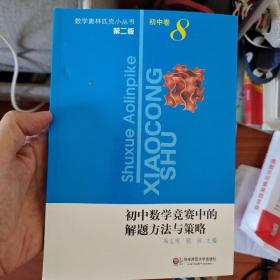 数学奥林匹克小丛书
第二版
初中卷
8
Shuxue Aolinpike
XIAOCONG
SHU
初中数学竞赛中的
解题方法与策略
主编
华东师范大学出版社